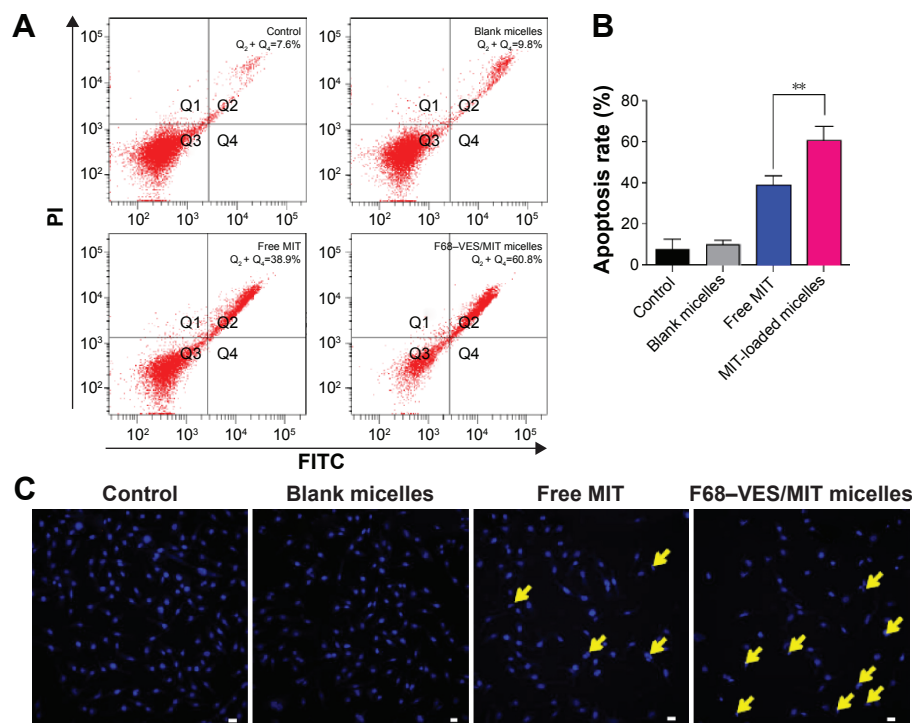 A
Control
Q2 + Q4=7.6%
Blank micelles
Q2 + Q4=9.8%
10⁵
10⁴
10³
10²
Q1
Q2
Q3
Q4
10² 10³ 10⁴ 10⁵
10⁵
10⁴
10³
10²
Q1
Q2
Q3
Q4
10² 10³ 10⁴ 10⁵
PI
Free MIT
Q2 + Q4=38.9%
F68–VES/MIT micelles
Q2 + Q4=60.8%
10⁵
10⁴
10³
10²
Q1
Q2
Q3
Q4
10² 10³ 10⁴ 10⁵
10⁵
10⁴
10³
10²
Q1
Q2
Q3
Q4
10² 10³ 10⁴ 10⁵
FITC
B
Apoptosis rate (%)
80
60
40
20
0
**
Control
Blank micelles
Free MIT
MIT-loaded micelles
C
Control
Blank micelles
Free MIT
F68–VES/MIT micelles